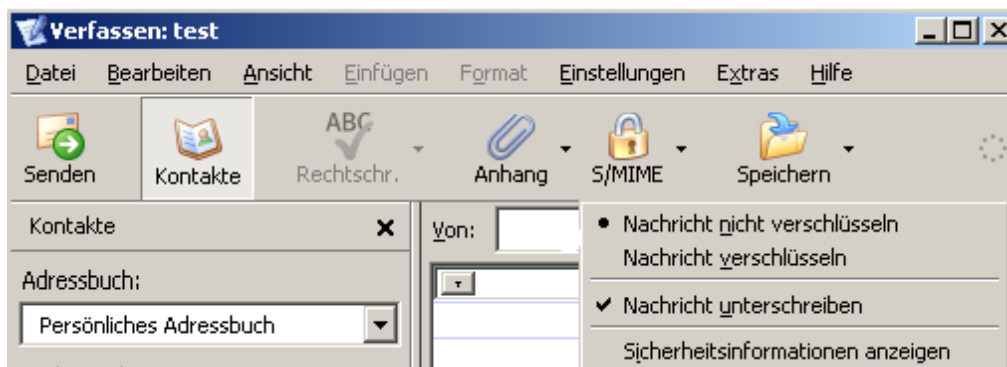 Verfassen: test
Datei Bearbeiten Ansicht Einfügen Format Einstellungen Extras Hilfe
ABC
Senden Kontakte Rechtschr. Anhang S/MIME Speichern
Kontakte
Adressbuch:
Persönliches Adressbuch
Von:
Nachricht nicht verschlüsseln
Nachricht verschlüsseln
Nachricht unterschreiben
Sicherheitsinformationen anzeigen